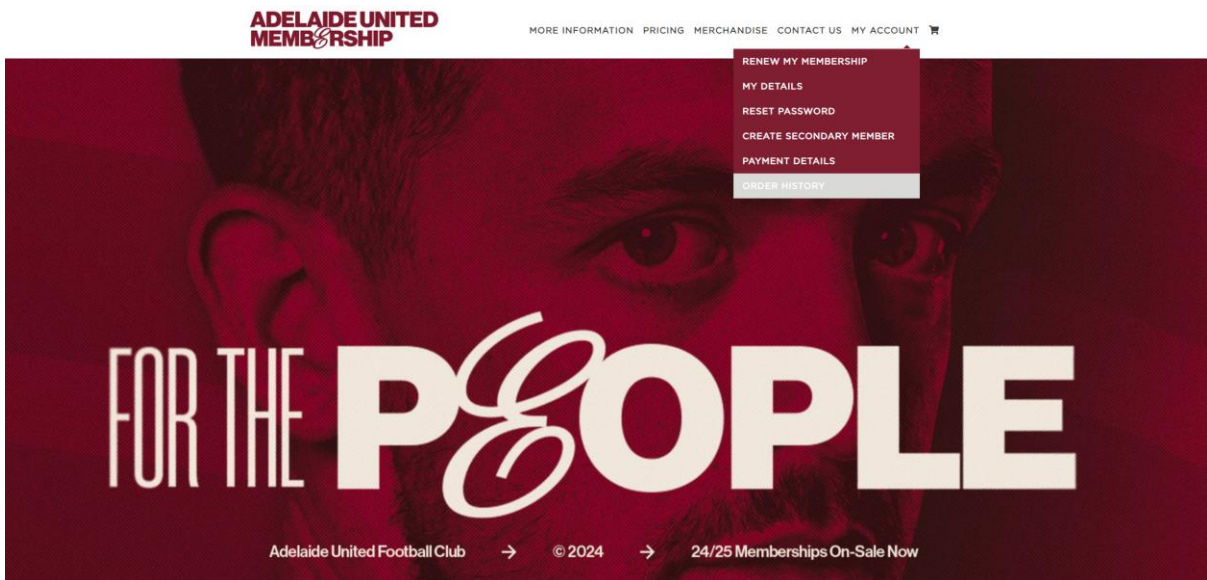 ADELAIDE UNITED
MEMBERSHIP
MORE INFORMATION PRICING MERCHANDISE CONTACT US MY ACCOUNT
RENEW MY MEMBERSHIP
MY DETAILS
RESET PASSWORD
CREATE SECONDARY MEMBER
PAYMENT DETAILS
ORDER HISTORY
FOR THE PEOPLE
Adelaide United Football Club → © 2024 → 24/25 Memberships On-Sale Now